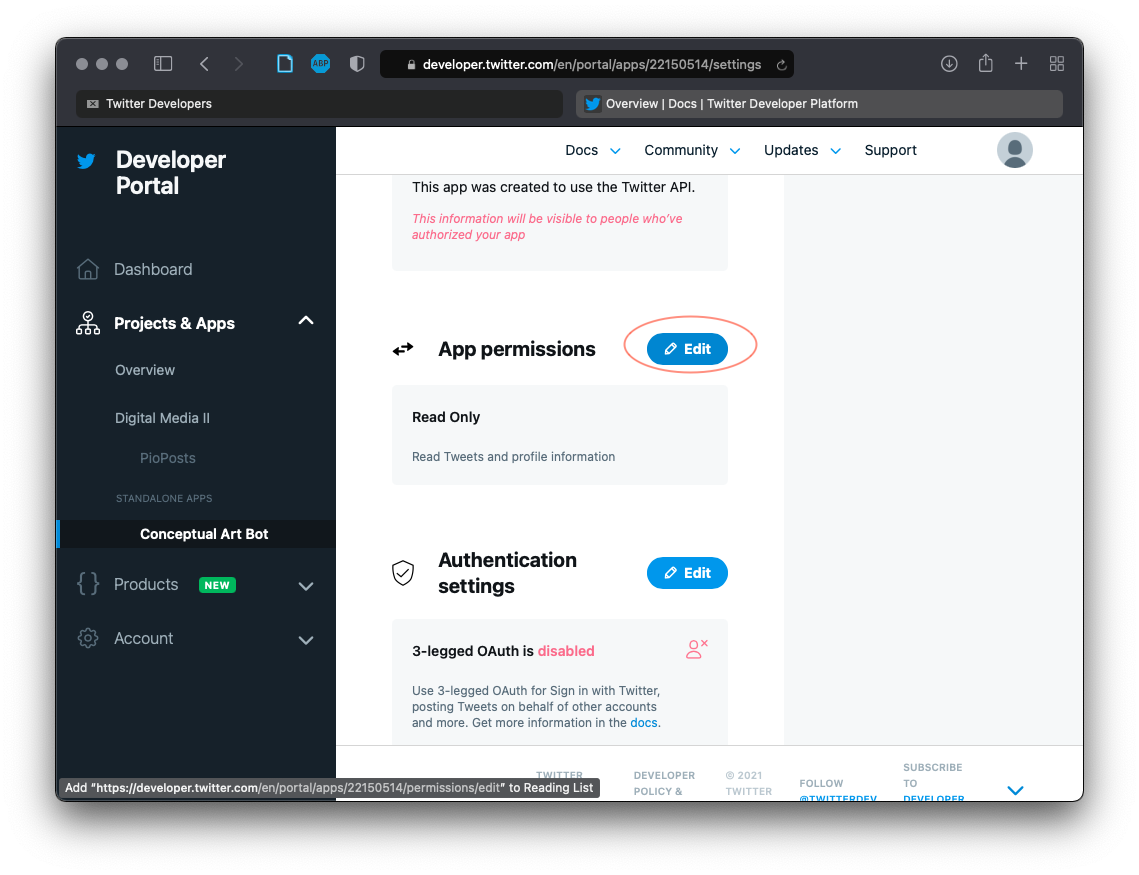 ABP
developer.twitter.com/en/portal/apps/22150514/settings
Twitter Developers
Overview | Docs | Twitter Developer Platform
Developer
Portal
Dashboard
Projects & Apps
Overview
Digital Media II
PioPosts
STANDALONE APPS
Conceptual Art Bot
Products NEW
Account
Docs Community Updates Support
This app was created to use the Twitter API.
This information will be visible to people who've
authorized your app
App permissions
Edit
Read Only
Read Tweets and profile information
Authentication
settings
Edit
3-legged OAuth is disabled
Use 3-legged OAuth for Sign in with Twitter,
posting Tweets on behalf of other accounts
and more. Get more information in the docs.
TWITTER
DEVELOPER
POLICY &
© 2021
TWITTER
FOLLOW
@TWITTERDEV
SUBSCRIBE
TO
DEVELOPER
Add "https://developer.twitter.com/en/portal/apps/22150514/permissions/edit" to Reading List